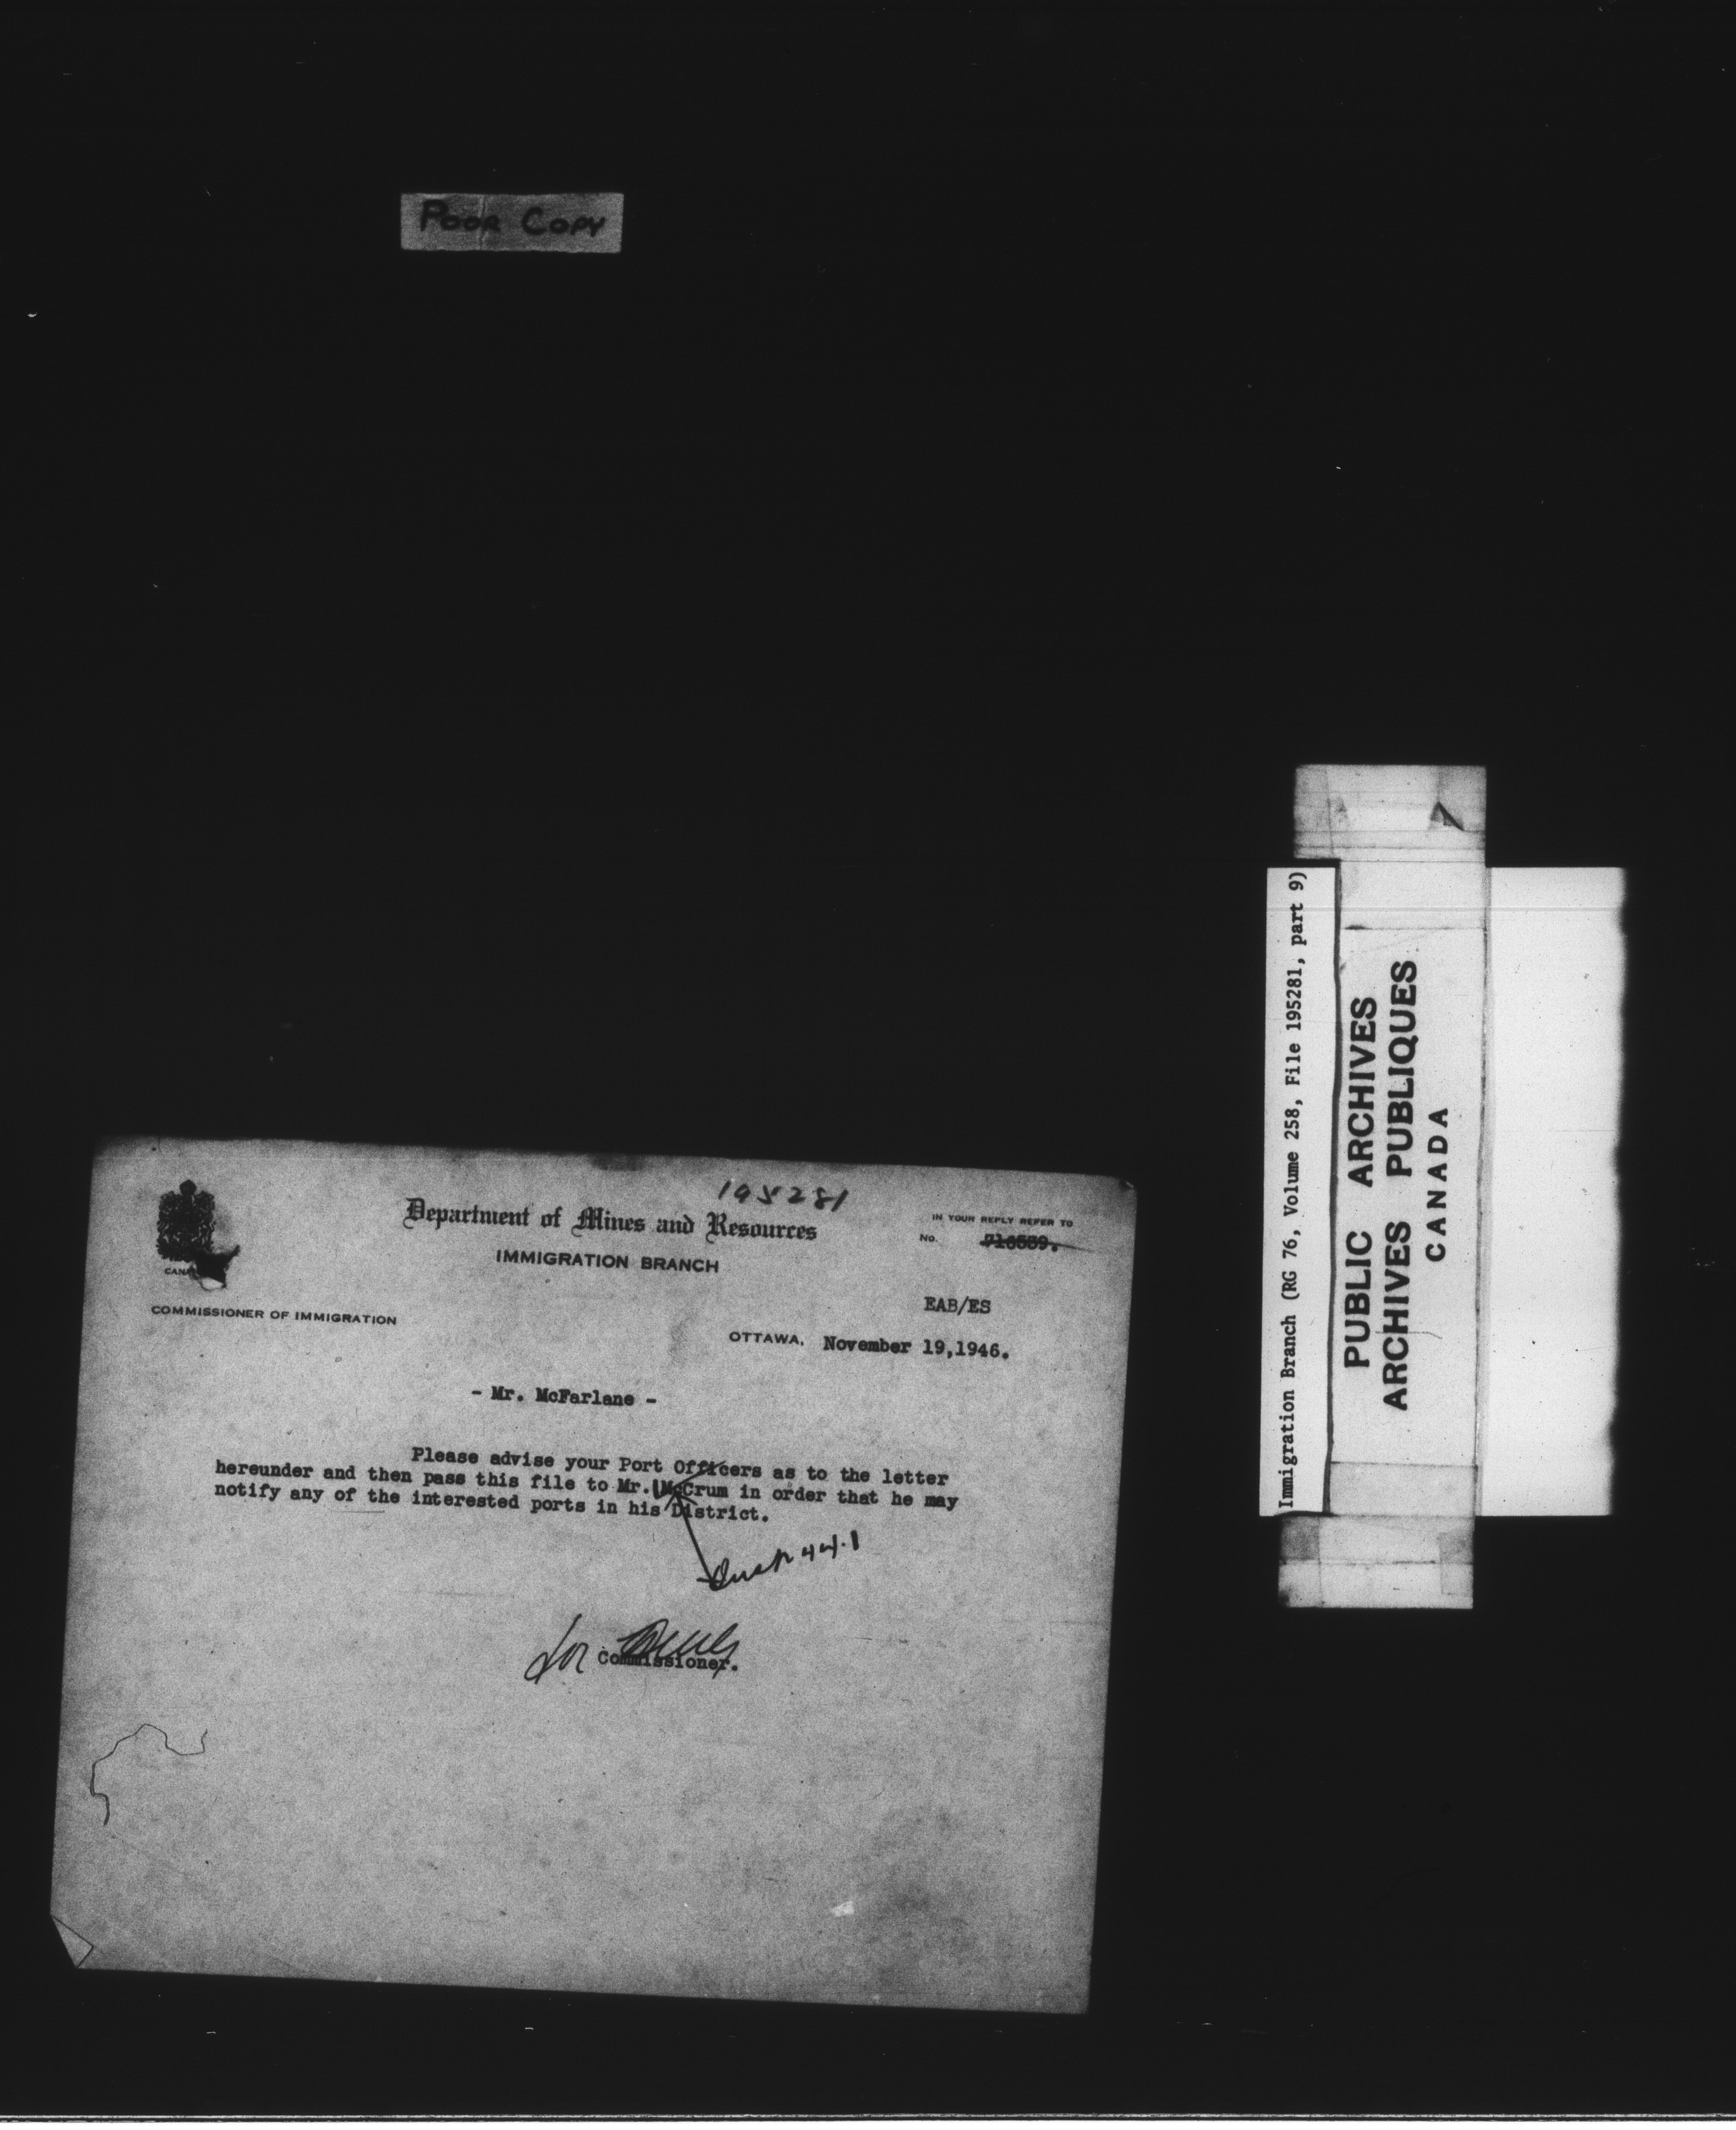 POOR COPY
195281
Department of Mines and Resources
IMMIGRATION BRANCH
IN YOUR REPLY REFER TO
No.
COMMISSIONER OF IMMIGRATION
EAB/ES
OTTAWA, November 19,1946.
- Mr. McFarlane -
Please advise your Port Officers as to the letter
hereunder and then pass this file to Mr. McCrum in order that he may
notify any of the interested ports in his District.
for
Commissioner.
Immigration Branch (RG 76, Volume 258, File 195281, part 9)
PUBLIC ARCHIVES
ARCHIVES PUBLIQUES
CANADA